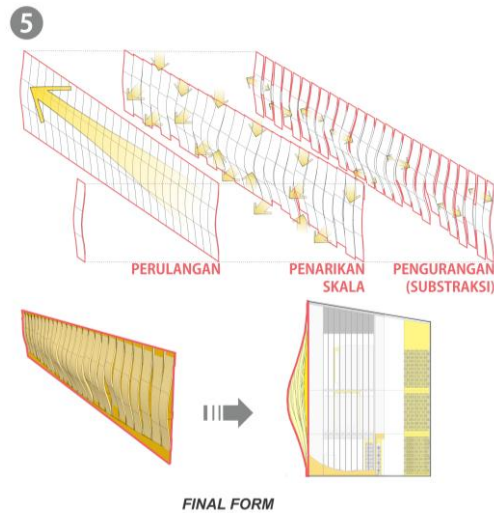 5
PERULANGAN
PENARIKAN
SKALA
PENGURANGAN
(SUBSTRAKSI)
FINAL FORM